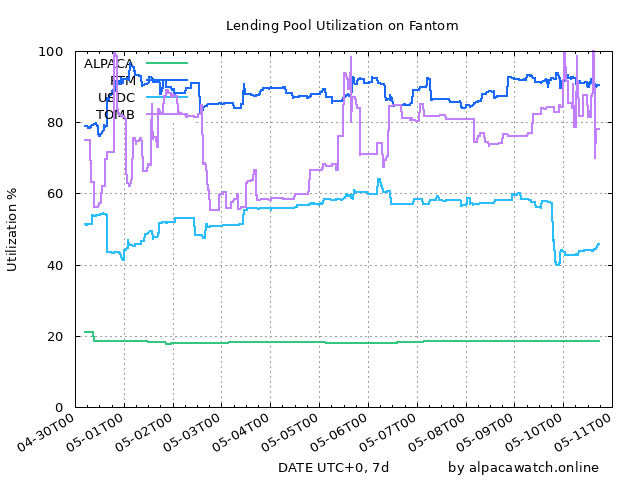 Lending Pool Utilization on Fantom
Utilization %
100
80
60
40
20
0
ALPACA
FTM
USDC
TOMB
04-30T00
05-01T00
05-02T00
05-03T00
05-04T00
05-05T00
05-06T00
05-07T00
05-08T00
05-09T00
05-10T00
05-11T00
DATE UTC+0, 7d
by alpacawatch.online